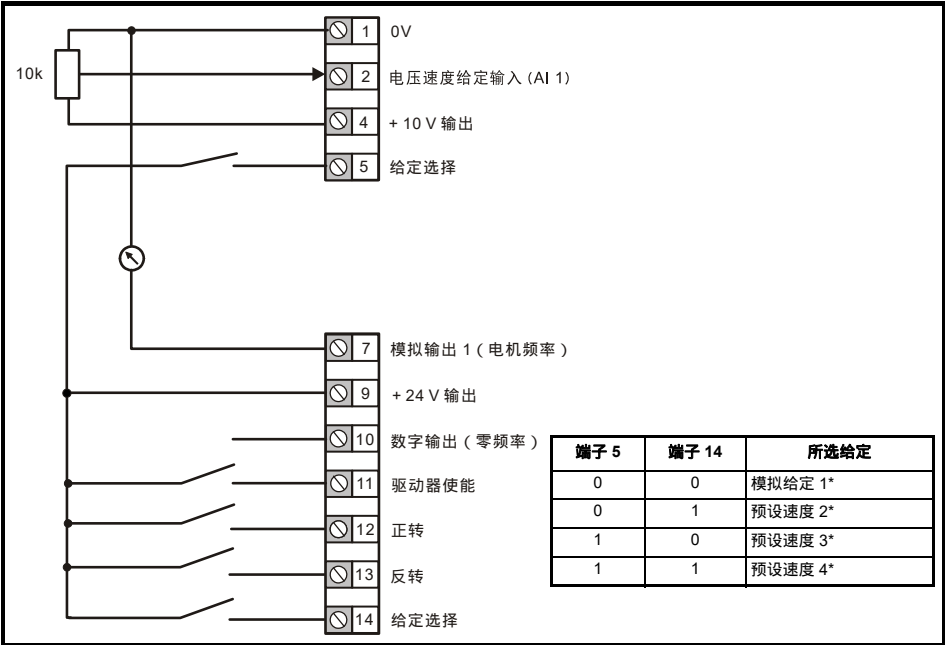 1 0V
10k
2 电压速度给定输入 (AI 1)
4 + 10 V 输出
5 给定选择
7 模拟输出 1（电机频率）
9 + 24 V 输出
10 数字输出（零频率）
11 驱动器使能
12 正转
13 反转
14 给定选择
端子 5 端子 14 所选给定
0 0 模拟给定 1*
0 1 预设速度 2*
1 0 预设速度 3*
1 1 预设速度 4*